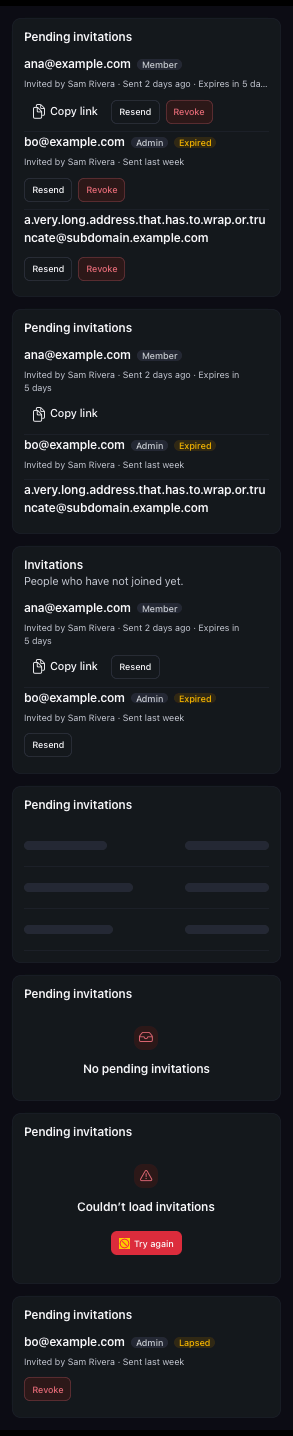 Pending invitations
ana@example.com Member
Invited by Sam Rivera · Sent 2 days ago · Expires in 5 da…
Copy link Resend Revoke
bo@example.com Admin Expired
Invited by Sam Rivera · Sent last week
Resend Revoke
a.very.long.address.that.has.to.wrap.or.tru
ncate@subdomain.example.com
Resend Revoke
Pending invitations
ana@example.com Member
Invited by Sam Rivera · Sent 2 days ago · Expires in
5 days
Copy link
bo@example.com Admin Expired
Invited by Sam Rivera · Sent last week
a.very.long.address.that.has.to.wrap.or.tru
ncate@subdomain.example.com
Invitations
People who have not joined yet.
ana@example.com Member
Invited by Sam Rivera · Sent 2 days ago · Expires in
5 days
Copy link Resend
bo@example.com Admin Expired
Invited by Sam Rivera · Sent last week
Resend
Pending invitations
Pending invitations
No pending invitations
Pending invitations
Couldn’t load invitations
Try again
Pending invitations
bo@example.com Admin Lapsed
Invited by Sam Rivera · Sent last week
Revoke